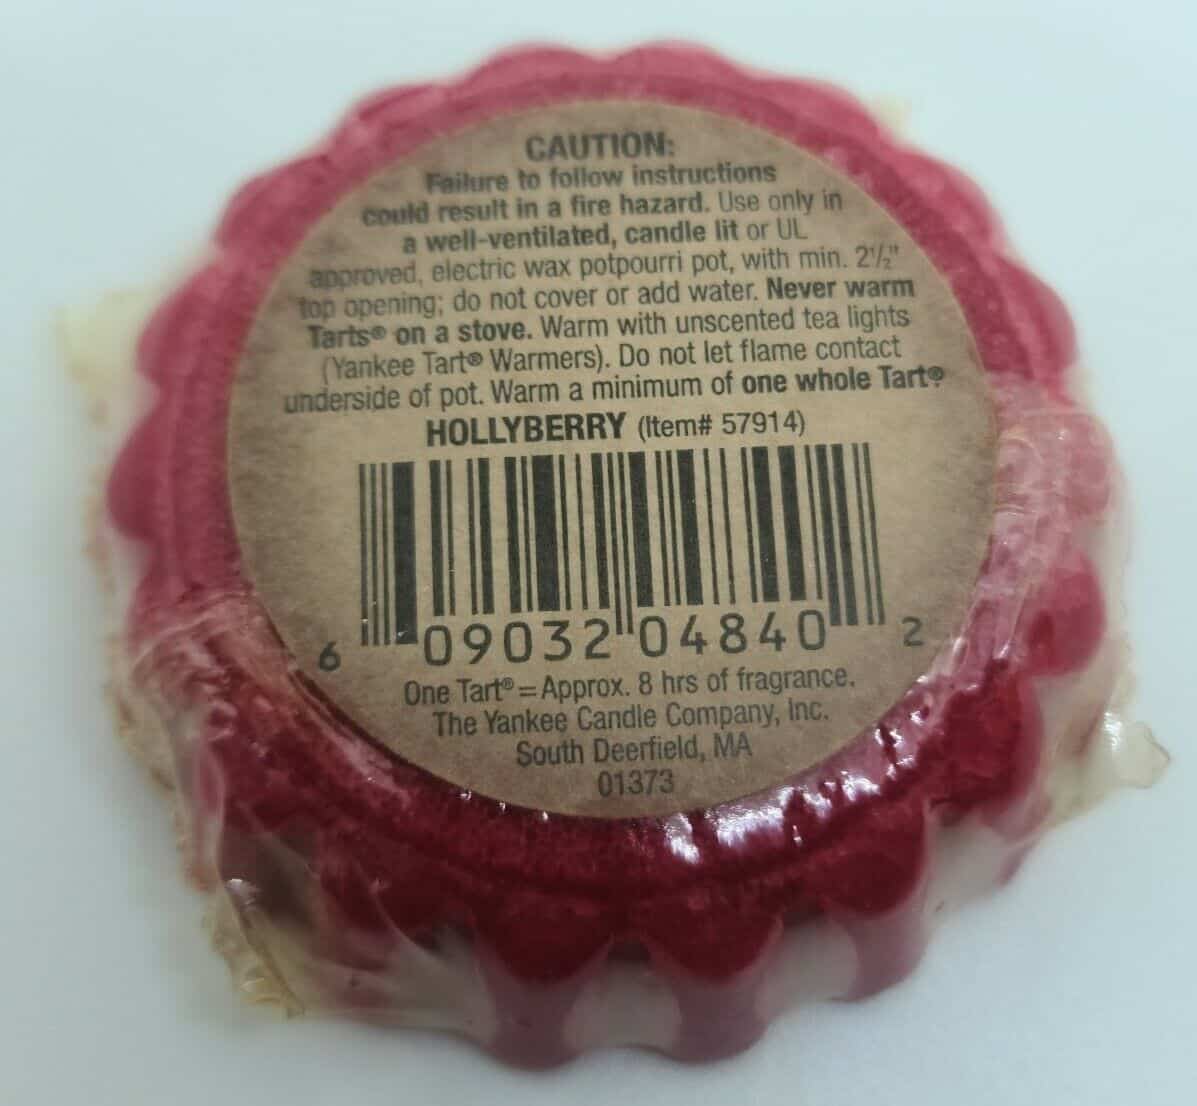 CAUTION:
Failure to follow instructions
could result in a fire hazard. Use only in
a well-ventilated, candle lit or UL
approved, electric wax potpourri pot, with min. 2½"
top opening; do not cover or add water. Never warm
Tarts® on a stove. Warm with unscented tea lights
(Yankee Tart® Warmers). Do not let flame contact
underside of pot. Warm a minimum of one whole Tart®
HOLLYBERRY (Item# 57914)
6 09032 04840 2
One Tart® = Approx. 8 hrs of fragrance.
The Yankee Candle Company, Inc.
South Deerfield, MA
01373